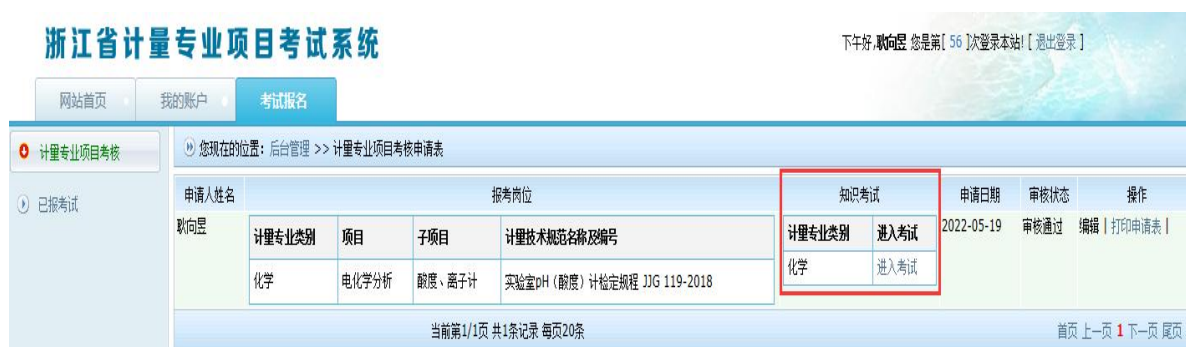 浙江省计量专业项目考试系统
下午好,耿向昱 您是第[ 56 ]次登录本站! [ 退出登录 ]
网站首页 我的账户 考试报名
计量专业项目考核
已报考试
您现在的位置: 后台管理 >> 计量专业项目考核申请表
申请人姓名 报考岗位 知识考试 申请日期 审核状态 操作
耿向昱 计量专业类别 项目 子项目 计量技术规范名称及编号 计量专业类别 进入考试 2022-05-19 审核通过 编辑 | 打印申请表 |
化学 电化学分析 酸度、离子计 实验室pH（酸度）计检定规程 JJG 119-2018 化学 进入考试
当前第1/1页 共1条记录 每页20条 首页 上一页 1 下一页 尾页